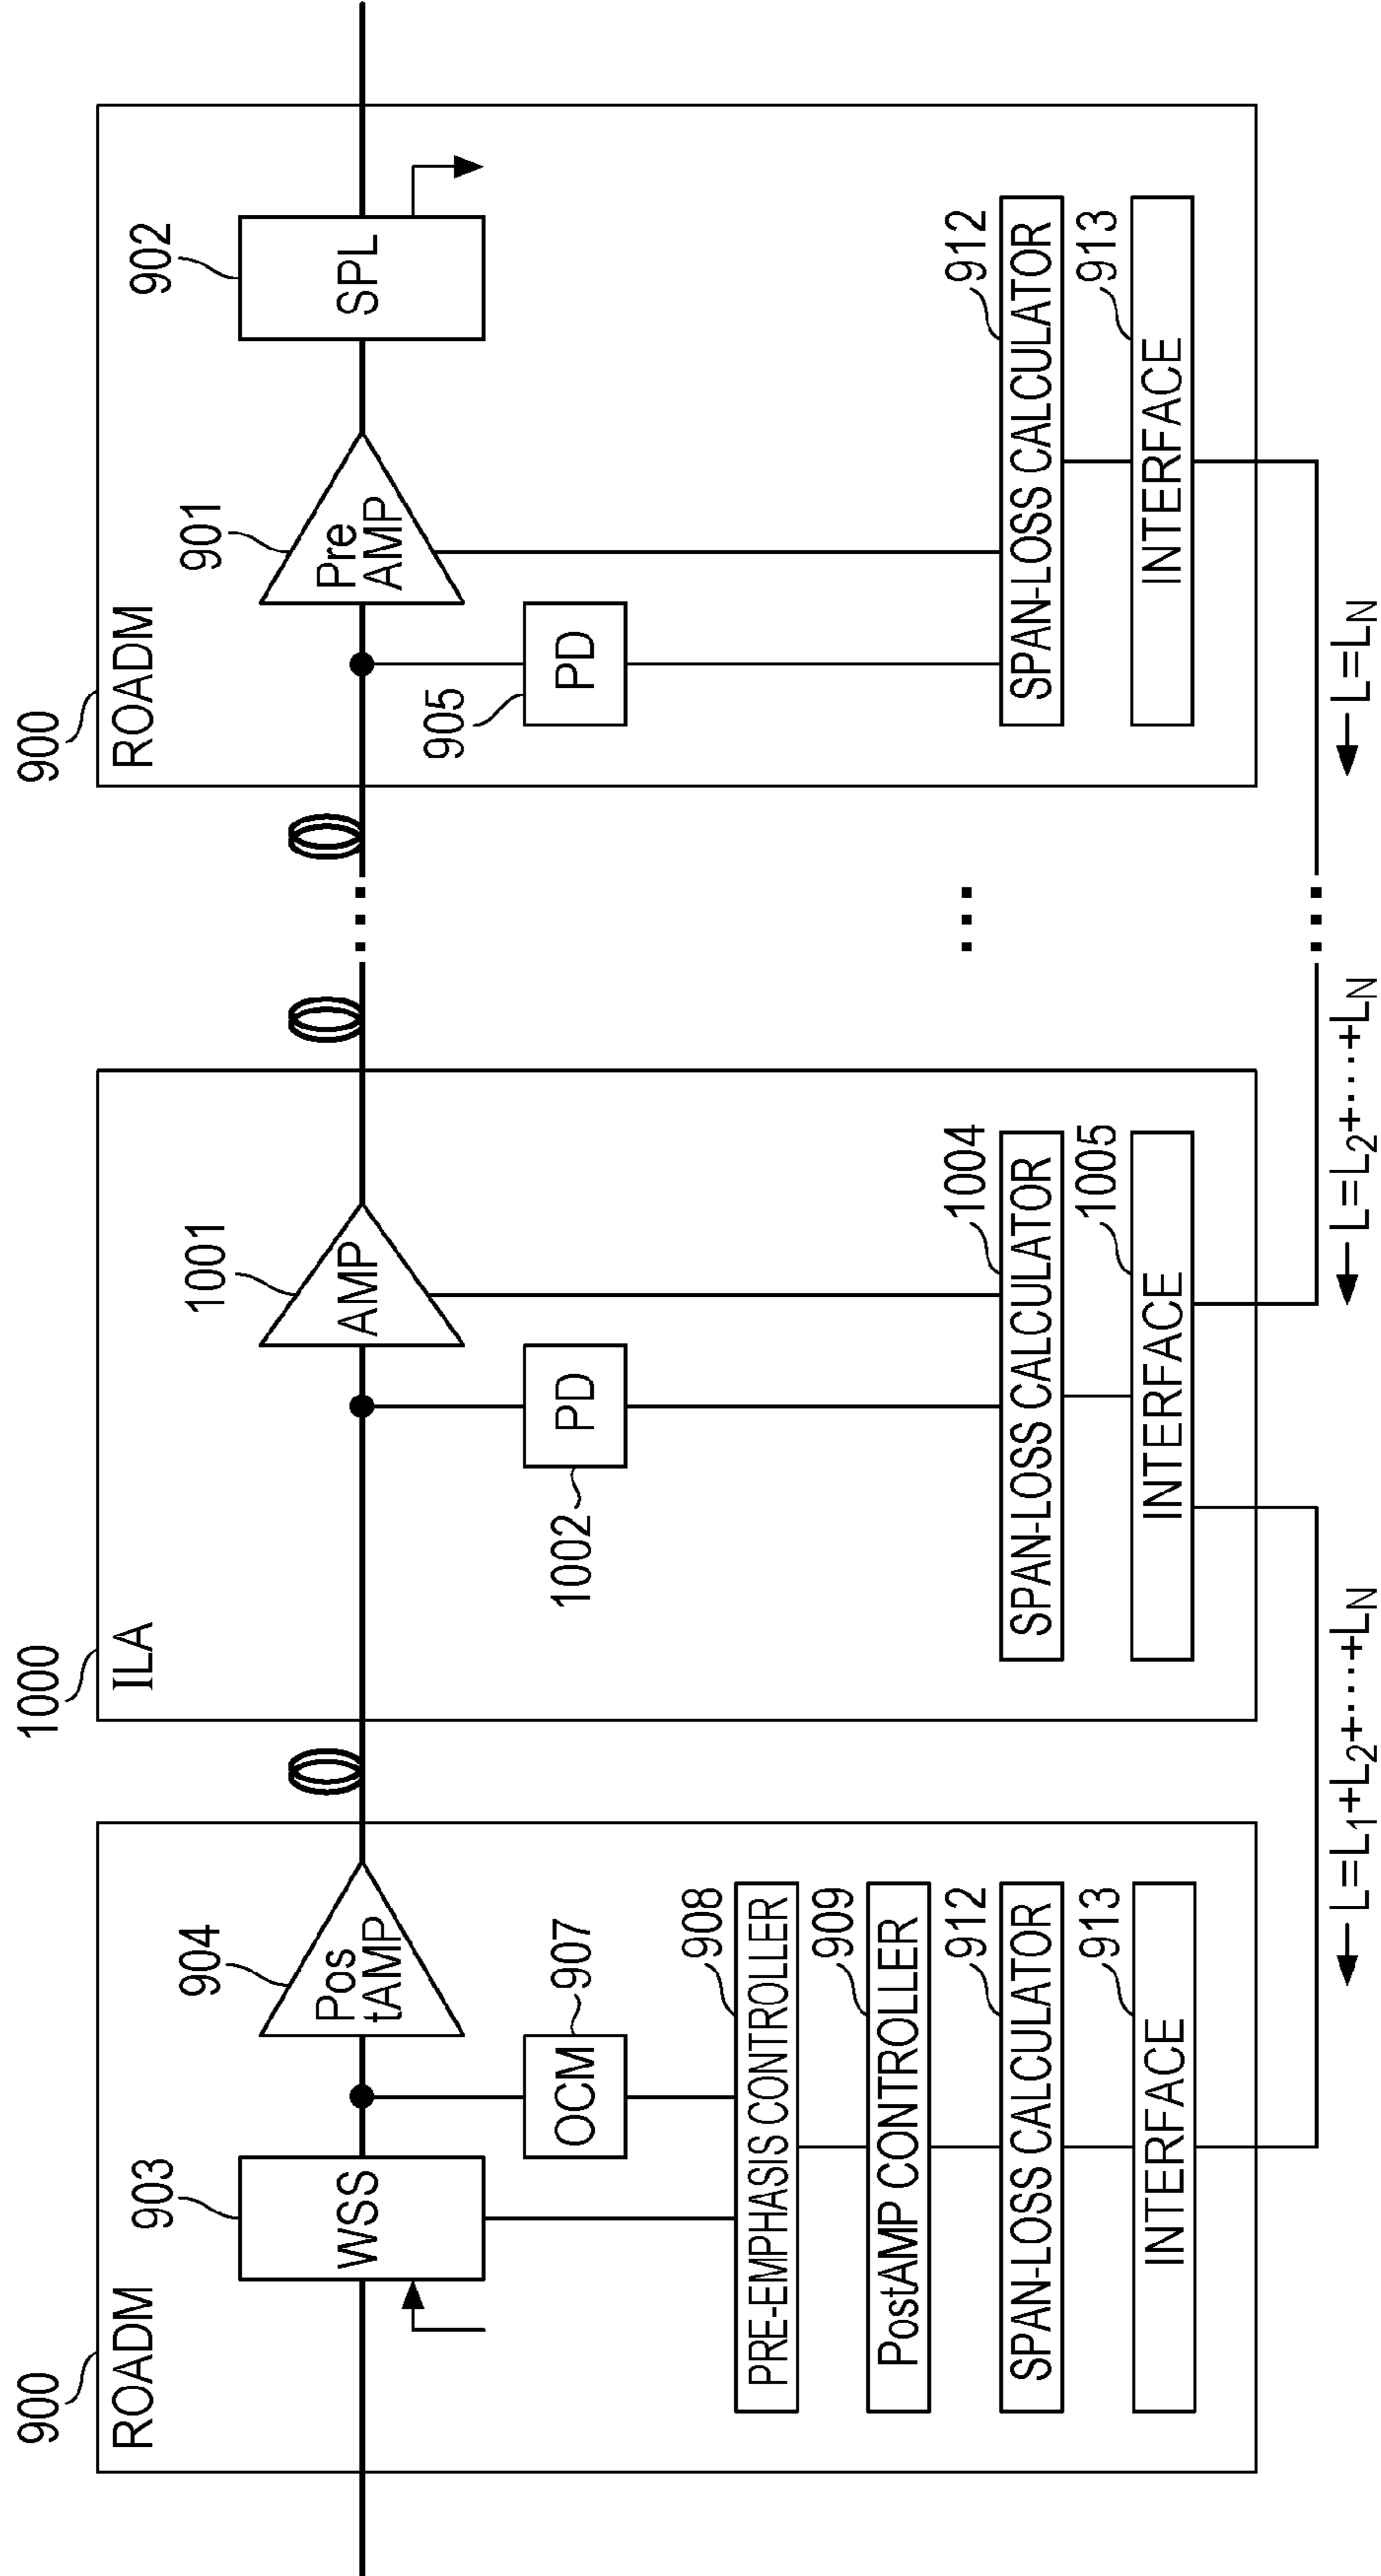 900
ROADM
903
WSS
904
Pos
tAMP
OCM
907
PRE-EMPHASIS CONTROLLER
908
PostAMP CONTROLLER
909
SPAN-LOSS CALCULATOR
912
INTERFACE
913
L=L1+L2+····+LN
1000
ILA
1001
AMP
1002
PD
SPAN-LOSS CALCULATOR
1004
INTERFACE
1005
L=L2+····+LN
900
ROADM
901
Pre
AMP
902
SPL
905
PD
SPAN-LOSS CALCULATOR
912
INTERFACE
913
L=LN